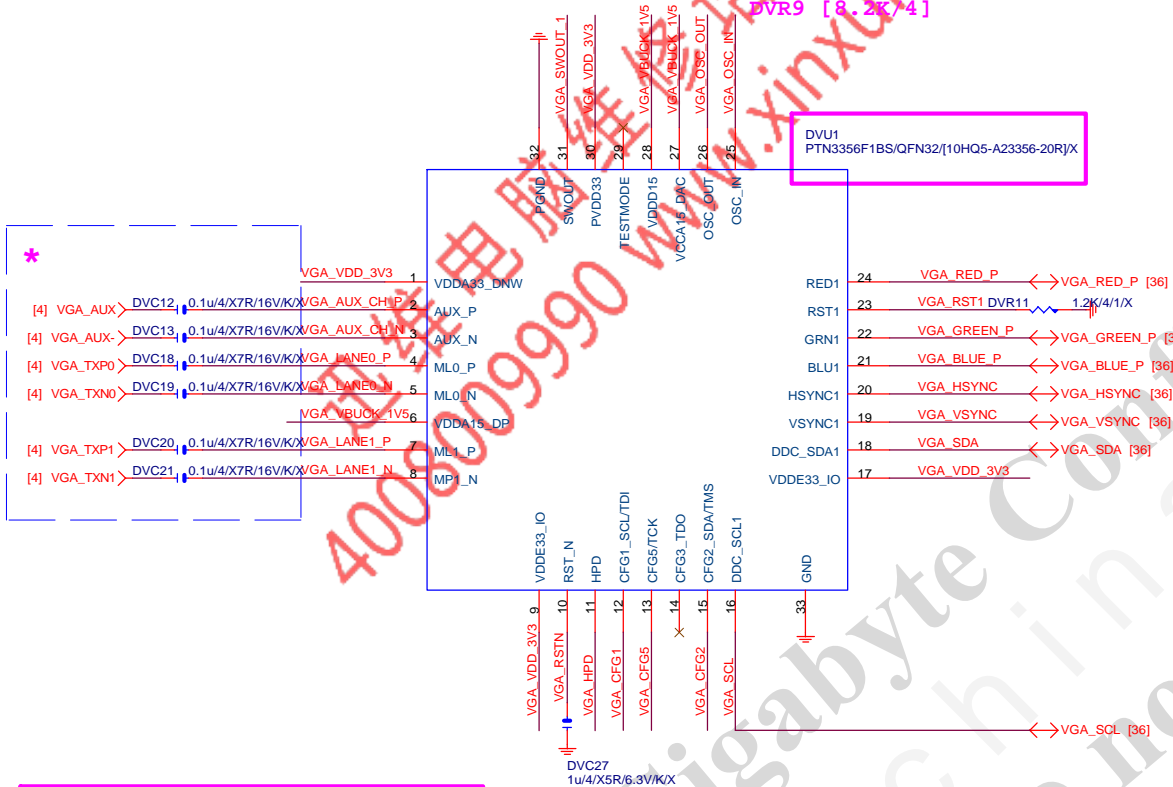 DVR9 [8.2K/4]
VGA_SWOUT_1
VGA_VDD_3V3
VGA_VBUCK_1V5
VGA_VBUCK_1V5
VGA_OSC_OUT
VGA_OSC_IN
DVU1
PTN3356F1BS/QFN32/[10HQ5-A23356-20R]/X
32
31
30
29
28
27
26
25
PGND
SWOUT
PVDD33
TESTMODE
VDDD15
VCCA15_DAC
OSC_OUT
OSC_IN
*
VGA_VDD_3V3 1 VDDA33_DNW
[4] VGA_AUX DVC12 0.1u/4/X7R/16V/K/X VGA_AUX_CH_P 2 AUX_P
[4] VGA_AUX- DVC13 0.1u/4/X7R/16V/K/X VGA_AUX_CH_N 3 AUX_N
[4] VGA_TXP0 DVC18 0.1u/4/X7R/16V/K/X VGA_LANE0_P 4 ML0_P
[4] VGA_TXN0 DVC19 0.1u/4/X7R/16V/K/X VGA_LANE0_N 5 ML0_N
VGA_VBUCK_1V5 6 VDDA15_DP
[4] VGA_TXP1 DVC20 0.1u/4/X7R/16V/K/X VGA_LANE1_P 7 ML1_P
[4] VGA_TXN1 DVC21 0.1u/4/X7R/16V/K/X VGA_LANE1_N 8 MP1_N
RED1 24 VGA_RED_P VGA_RED_P [36]
RST1 23 VGA_RST1 DVR11 1.2K/4/1/X
GRN1 22 VGA_GREEN_P VGA_GREEN_P
BLU1 21 VGA_BLUE_P VGA_BLUE_P [36]
HSYNC1 20 VGA_HSYNC VGA_HSYNC [36]
VSYNC1 19 VGA_VSYNC VGA_VSYNC [36]
DDC_SDA1 18 VGA_SDA VGA_SDA [36]
VDDE33_IO 17 VGA_VDD_3V3
VDDE33_IO
RST_N
HPD
CFG1_SCL/TDI
CFG5/TCK
CFG3_TDO
CFG2_SDA/TMS
DDC_SCL1
GND
9
10
11
12
13
14
15
16
33
VGA_VDD_3V3
VGA_RSTN
VGA_HPD
VGA_CFG1
VGA_CFG5
VGA_CFG2
VGA_SCL
VGA_SCL [36]
DVC27
1u/4/X5R/6.3V/K/X
迅维电脑维修
4008009990 www.xinxu
Gigabyte Conf